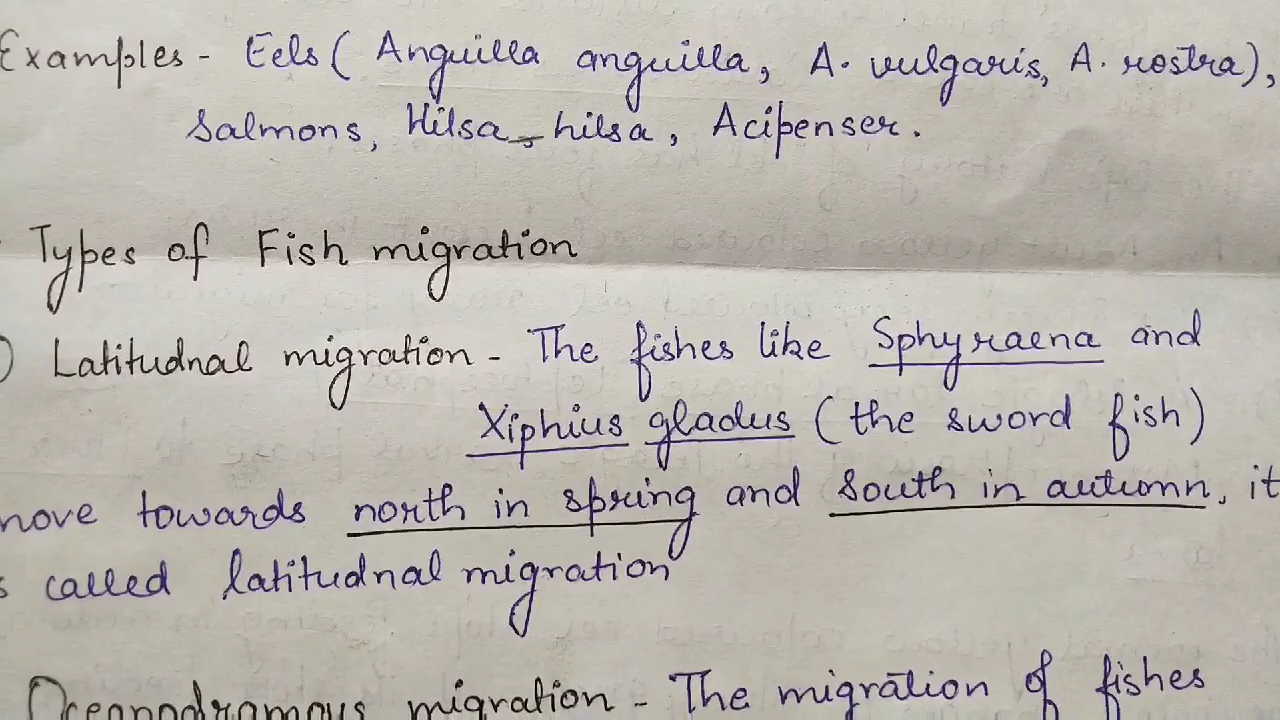 Examples - Eels ( Anguilla anguilla, A. vulgaris, A. rostra),
Salmons, Hilsa hilsa, Acipenser.
Types of Fish migration
) Latitudnal migration - The fishes like Sphyraena and
Xiphius gladus (the sword fish)
move towards north in spring and south in autiomn, it
s called latitudnal migration
Oceanodramous migration - The migration of fishes